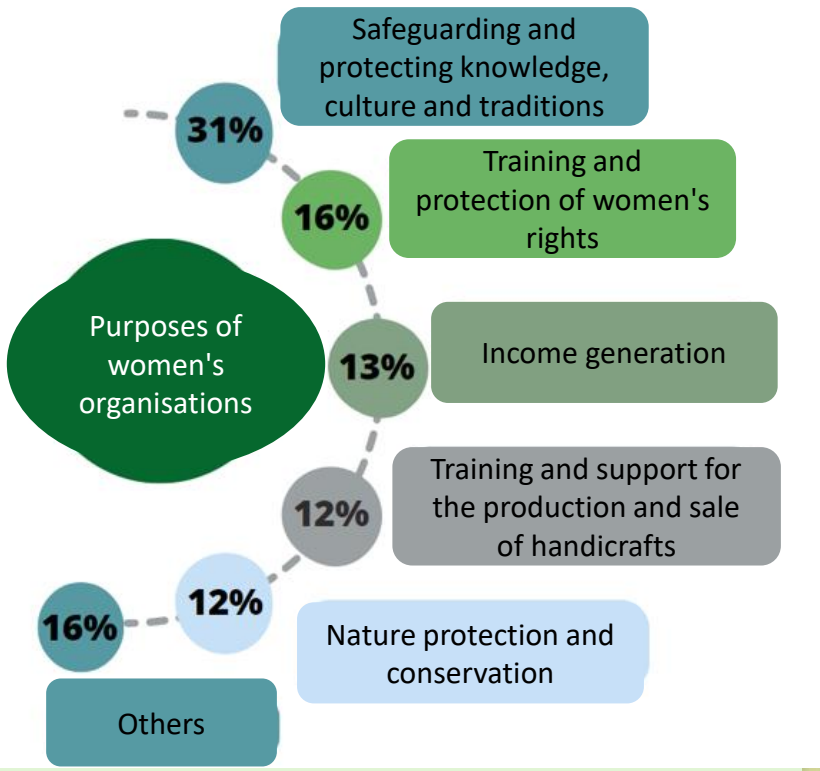 Safeguarding and
protecting knowledge,
culture and traditions
31%
Training and
protection of women's
rights
16%
Purposes of
women's
organisations
13%
Income generation
Training and support for
the production and sale
of handicrafts
12%
12%
Nature protection and
conservation
16%
Others